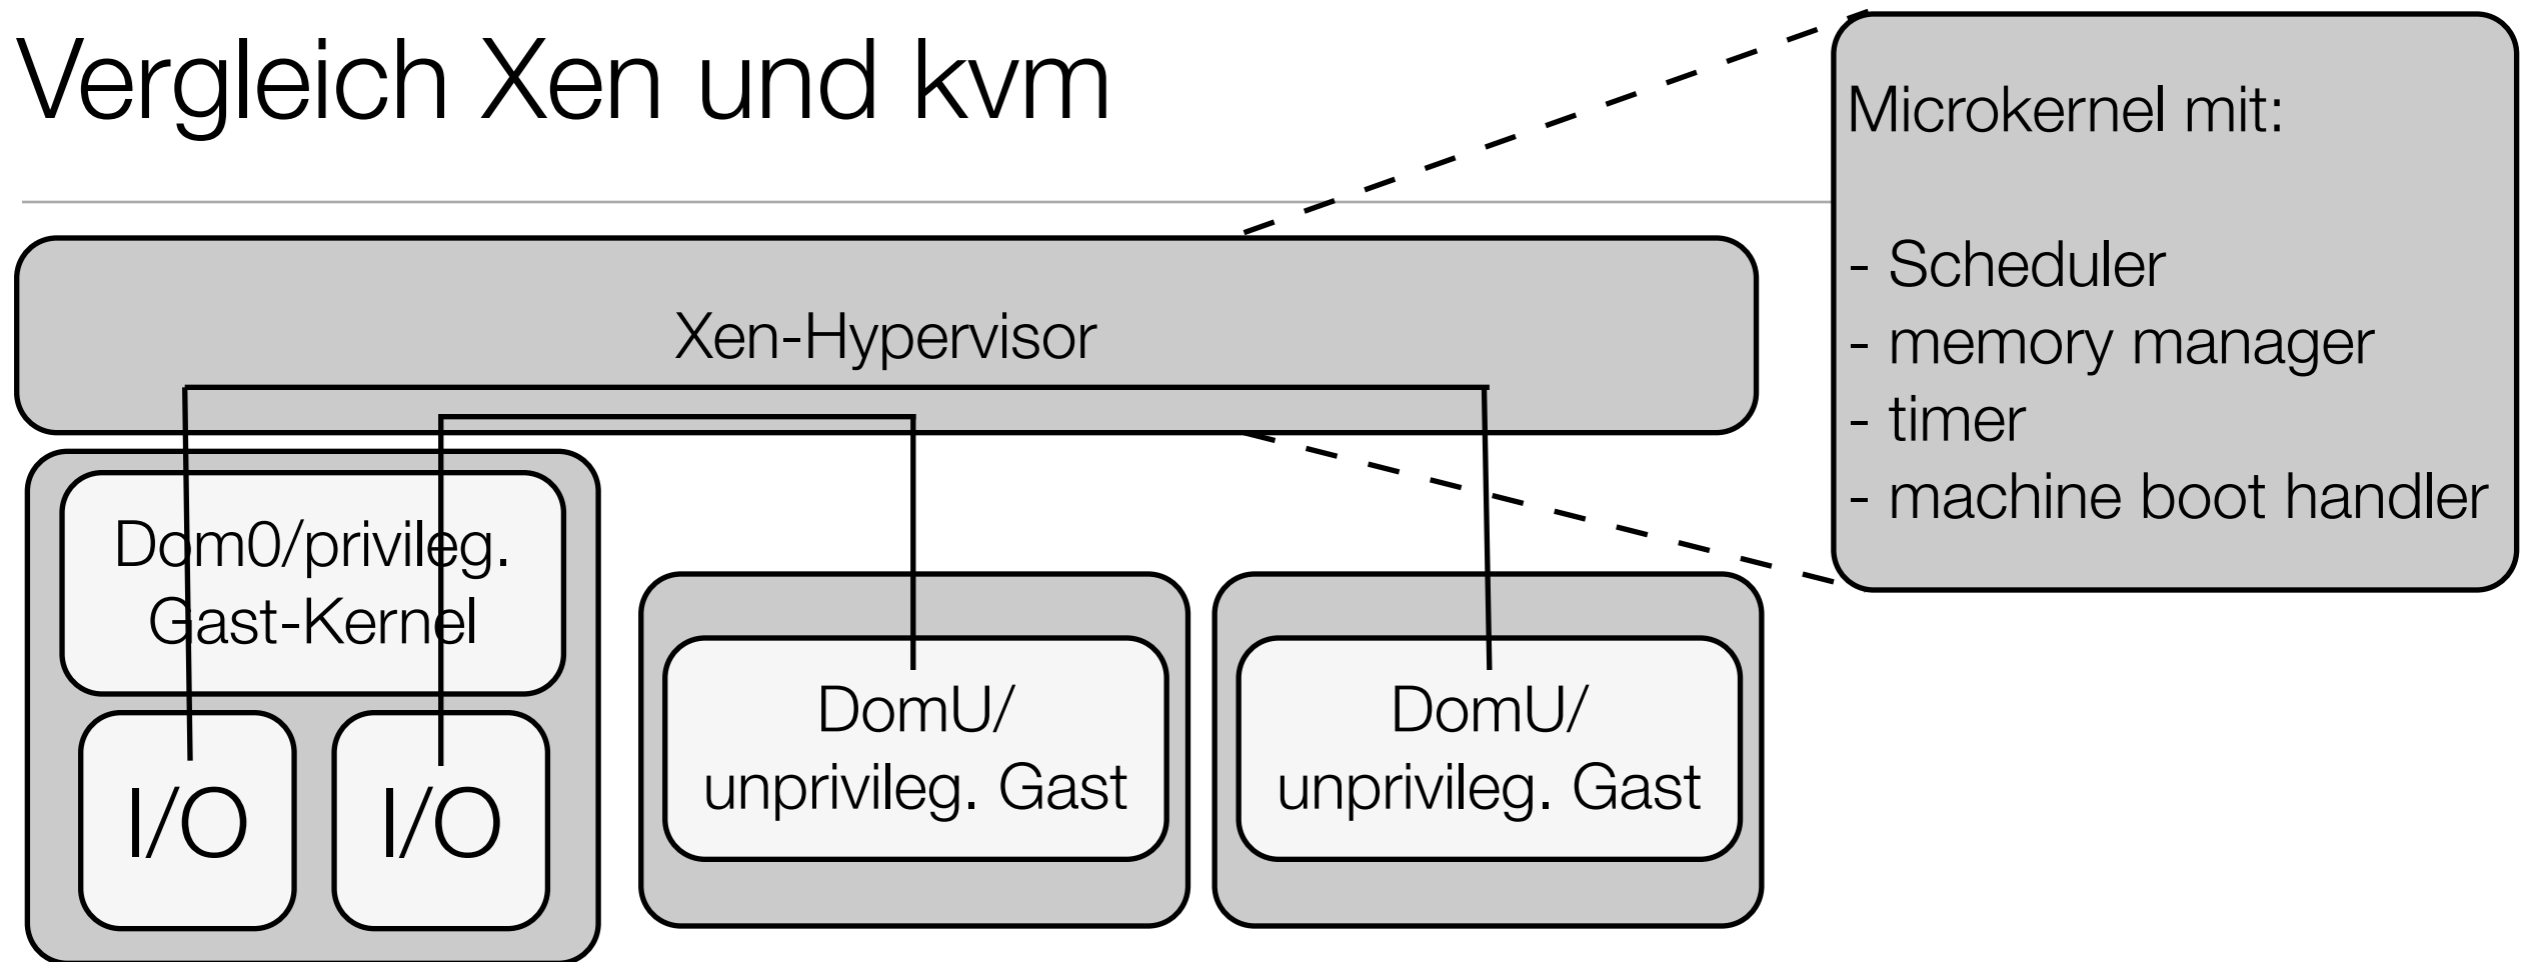 Vergleich Xen und kvm
Microkernel mit:
- Scheduler
- memory manager
- timer
- machine boot handler
Xen-Hypervisor
Dom0/privileg.
Gast-Kernel
I/O
I/O
DomU/
unprivileg. Gast
DomU/
unprivileg. Gast